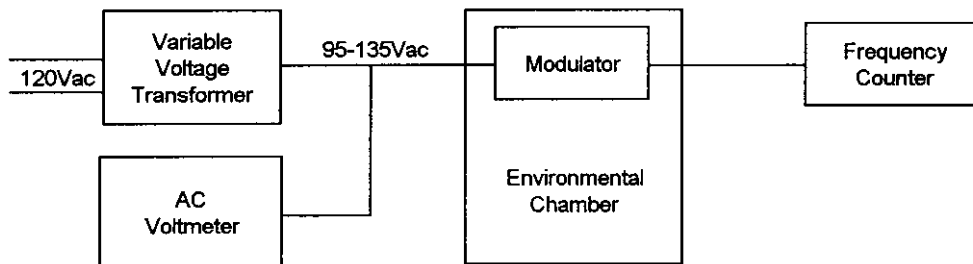 120Vac
Variable
Voltage
Transformer
95-135Vac
Modulator
Frequency
Counter
AC
Voltmeter
Environmental
Chamber